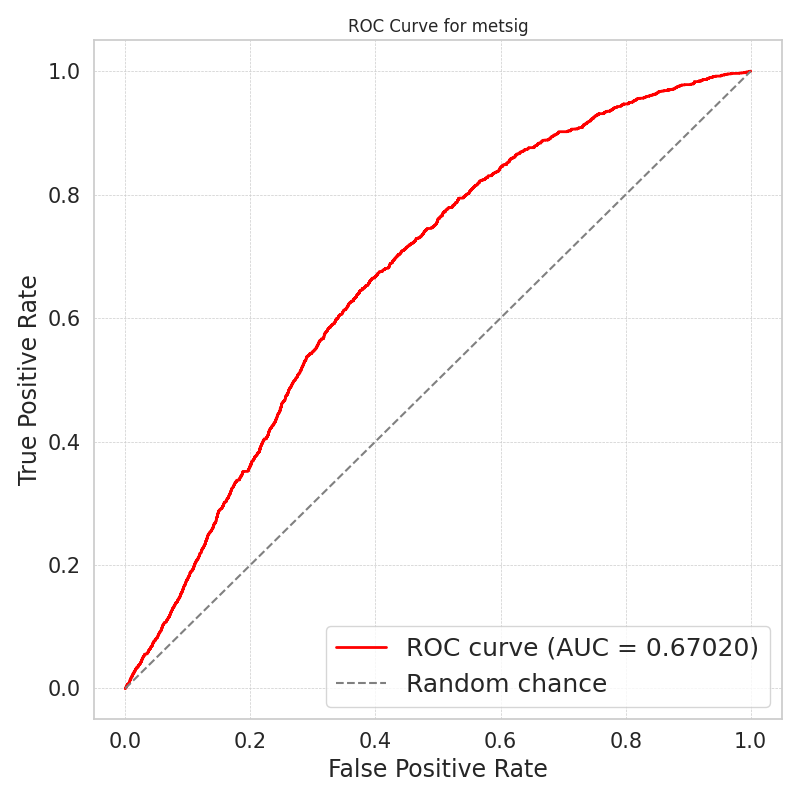 ROC Curve for metsig
True Positive Rate
1.0
0.8
0.6
0.4
0.2
0.0
ROC curve (AUC = 0.67020)
Random chance
0.0 0.2 0.4 0.6 0.8 1.0
False Positive Rate